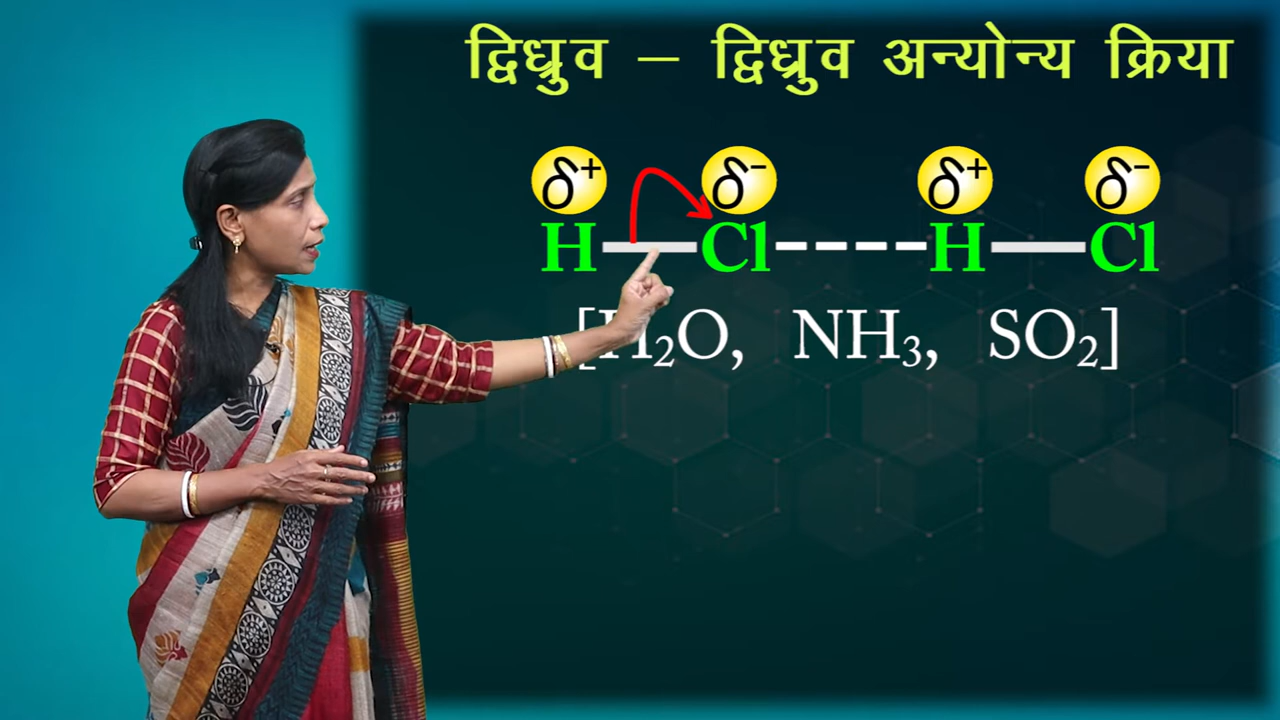 द्विध्रुव – द्विध्रुव अन्योन्य क्रिया
δ⁺ δ⁻ δ⁺ δ⁻
H — Cl ---- H — Cl
[H₂O, NH₃, SO₂]